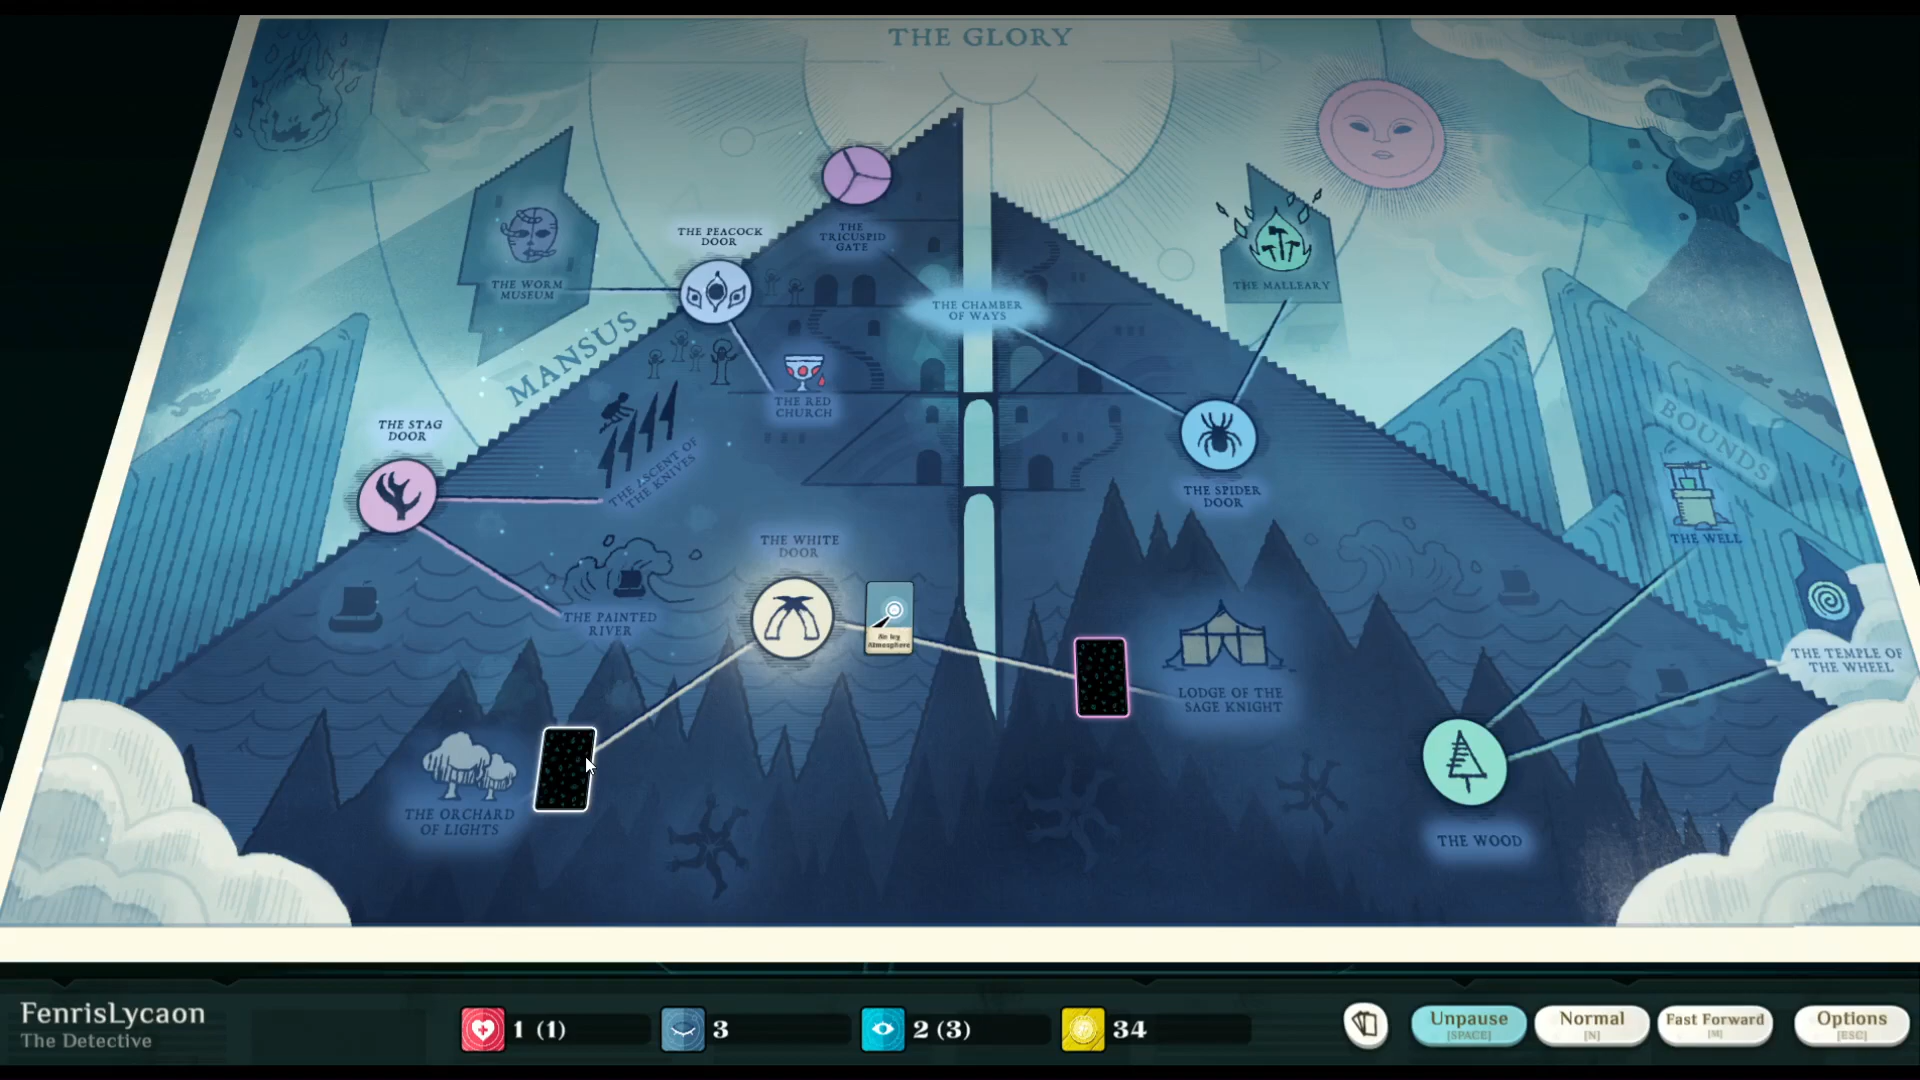 THE GLORY
THE PEACOCK
DOOR
THE
TRICUSPID
GATE
THE WORM
MUSEUM
THE MALLEARY
THE CHAMBER
OF WAYS
MANSUS
THE RED
CHURCH
BOUNDS
THE STAG
DOOR
THE ASCENT OF
THE KNIVES
THE SPIDER
DOOR
THE WELL
THE WHITE
DOOR
THE PAINTED
RIVER
An Icy
Atmosphere
THE TEMPLE OF
THE WHEEL
LODGE OF THE
SAGE KNIGHT
THE ORCHARD
OF LIGHTS
THE WOOD
FenrisLycaon
The Detective
1 (1)
3
2 (3)
34
Unpause
[SPACE]
Normal
[N]
Fast Forward
[M]
Options
[ESC]